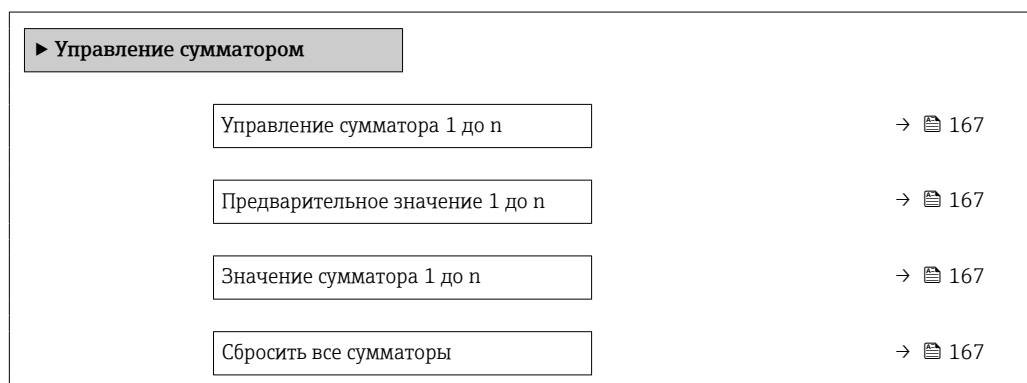 ▶ Управление сумматором
Управление сумматора 1 до n → 167
Предварительное значение 1 до n → 167
Значение сумматора 1 до n → 167
Сбросить все сумматоры → 167